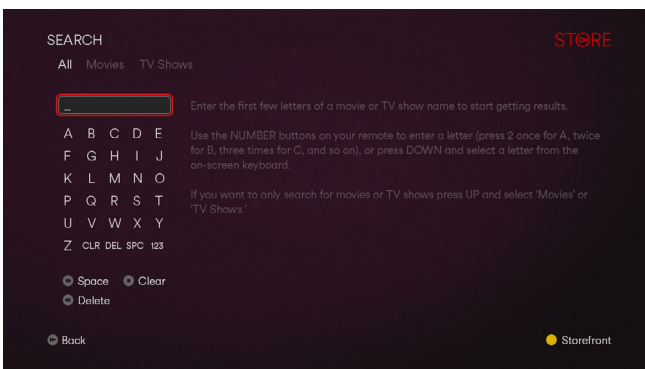 SEARCH
STORE
All Movies TV Shows
_
Enter the first few letters of a movie or TV show name to start getting results.
A B C D E
Use the NUMBER buttons on your remote to enter a letter (press 2 once for A, twice
for B, three times for C, and so on), or press DOWN and select a letter from the
on-screen keyboard.
F G H I J
K L M N O
If you want to only search for movies or TV shows press UP and select 'Movies' or
'TV Shows.'
P Q R S T
U V W X Y
Z CLR DEL SPC 123
Space Clear
Delete
Back
Storefront